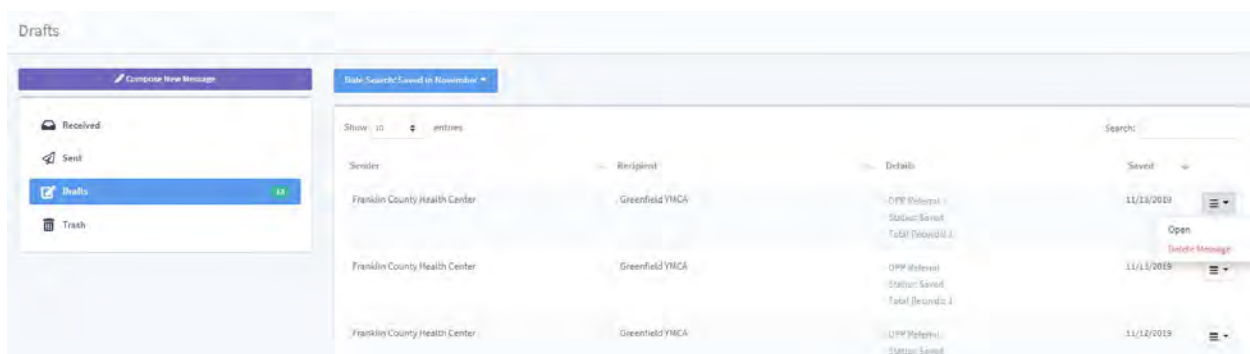 Drafts
Compose New Message
Date Search: Saved in November
Received
Sent
Drafts
Trash
Show 10 entries
Search:
Sender Recipient Details Saved
Franklin County Health Center Greenfield YMCA DPP Referral 11/13/2019
Status: Saved
Total Records: 1
Open
Delete Message
Franklin County Health Center Greenfield YMCA DPP Referral 11/13/2019
Status: Saved
Total Records: 1
Franklin County Health Center Greenfield YMCA DPP Referral 11/12/2019
Status: Saved